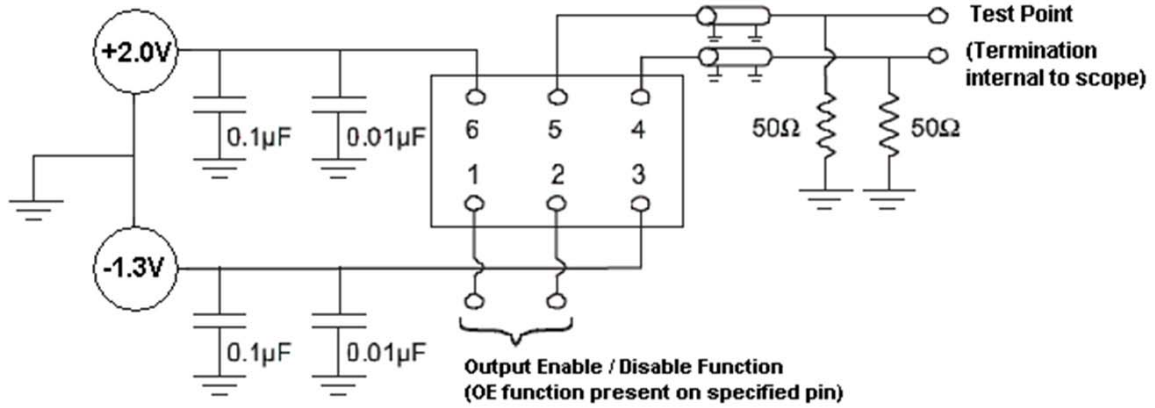 Test Point
+2.0V
(Termination
internal to scope)
0.1µF
0.01µF
6
5
4
50Ω
50Ω
1
2
3
-1.3V
0.1µF
0.01µF
Output Enable / Disable Function
(OE function present on specified pin)